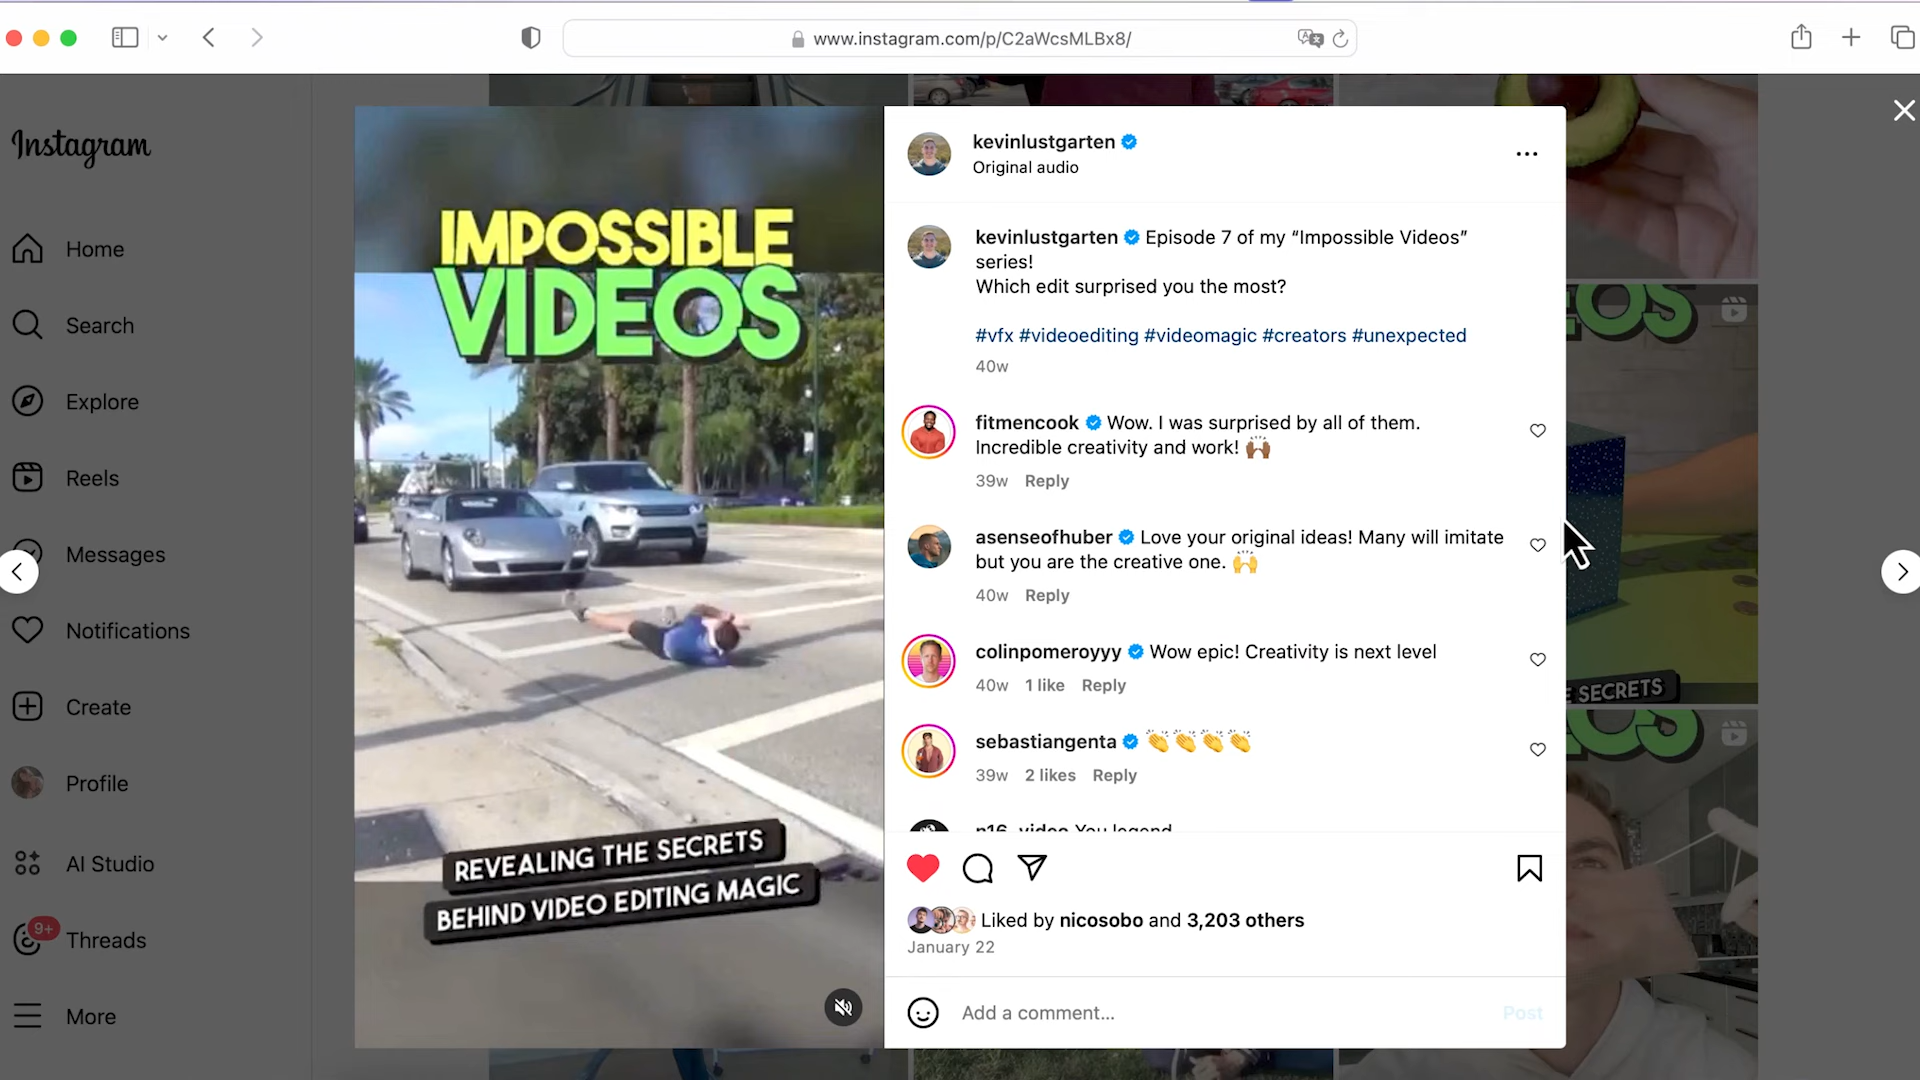 www.instagram.com/p/C2aWcsMLBx8/
Instagram
Home
Search
Explore
Reels
Messages
Notifications
Create
Profile
AI Studio
9+
Threads
More
IMPOSSIBLE
VIDEOS
REVEALING THE SECRETS
BEHIND VIDEO EDITING MAGIC
kevinlustgarten
Original audio
kevinlustgarten Episode 7 of my “Impossible Videos”
series!
Which edit surprised you the most?
#vfx #videoediting #videomagic #creators #unexpected
40w
fitmencook Wow. I was surprised by all of them.
Incredible creativity and work! 🙌🏾
39w Reply
asenseofhuber Love your original ideas! Many will imitate
but you are the creative one. 🙌
40w Reply
colinpomeroyyy Wow epic! Creativity is next level
40w 1 like Reply
sebastiangenta 👏👏👏👏
39w 2 likes Reply
n16_video You legend
Liked by nicosobo and 3,203 others
January 22
Add a comment...
Post
SECRETS